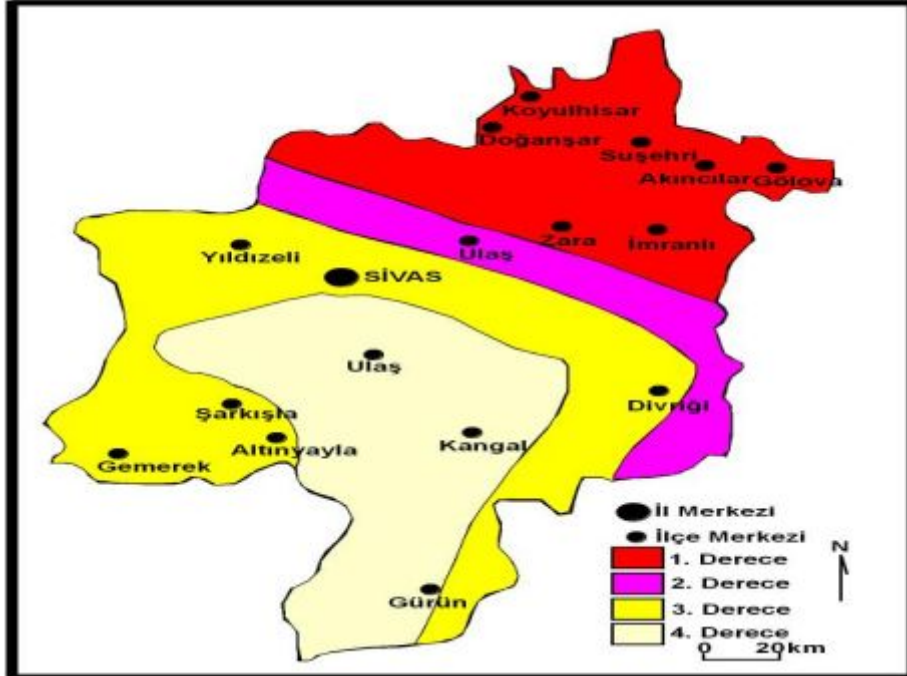 Koyulhisar
Doğanşar
Suşehri
Akıncılar
Gölova
Zara
İmranlı
Ulaş
Yıldızeli
SİVAS
Ulaş
Divriği
Şarkışla
Altınyayla
Kangal
Gemerek
Gürün
İl Merkezi
İlçe Merkezi
1. Derece
2. Derece
3. Derece
4. Derece
N
0 20km